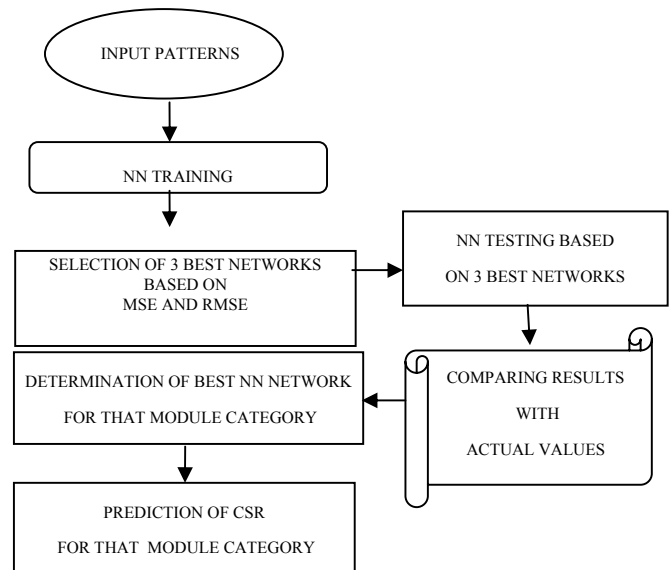 INPUT PATTERNS
NN TRAINING
SELECTION OF 3 BEST NETWORKS
BASED ON
MSE AND RMSE
NN TESTING BASED
ON 3 BEST NETWORKS
COMPARING RESULTS
WITH
ACTUAL VALUES
DETERMINATION OF BEST NN NETWORK
FOR THAT MODULE CATEGORY
PREDICTION OF CSR
FOR THAT MODULE CATEGORY